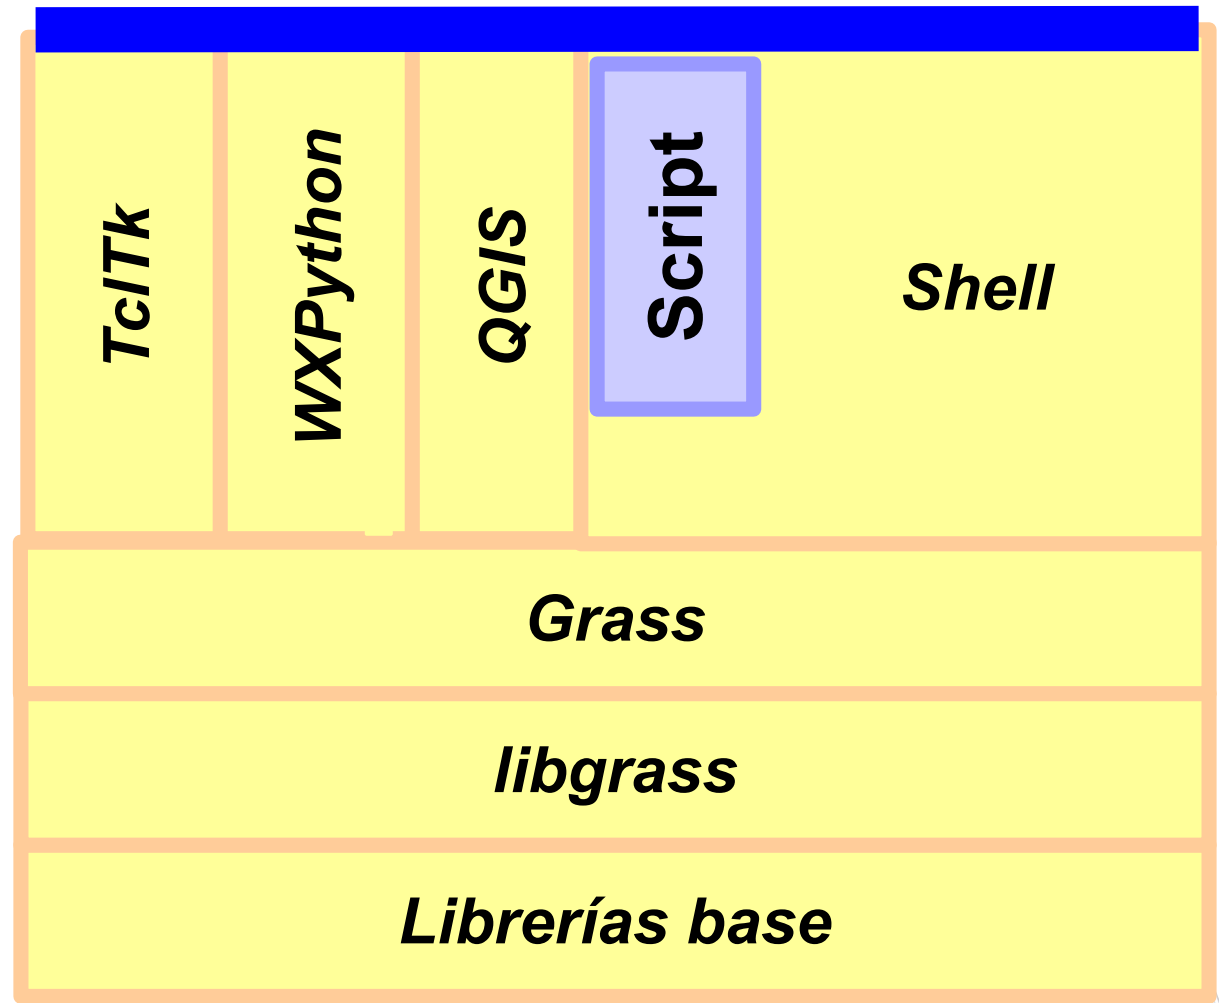 TclTk
WXPython
QGIS
Script
Shell
Grass
libgrass
Librerías base